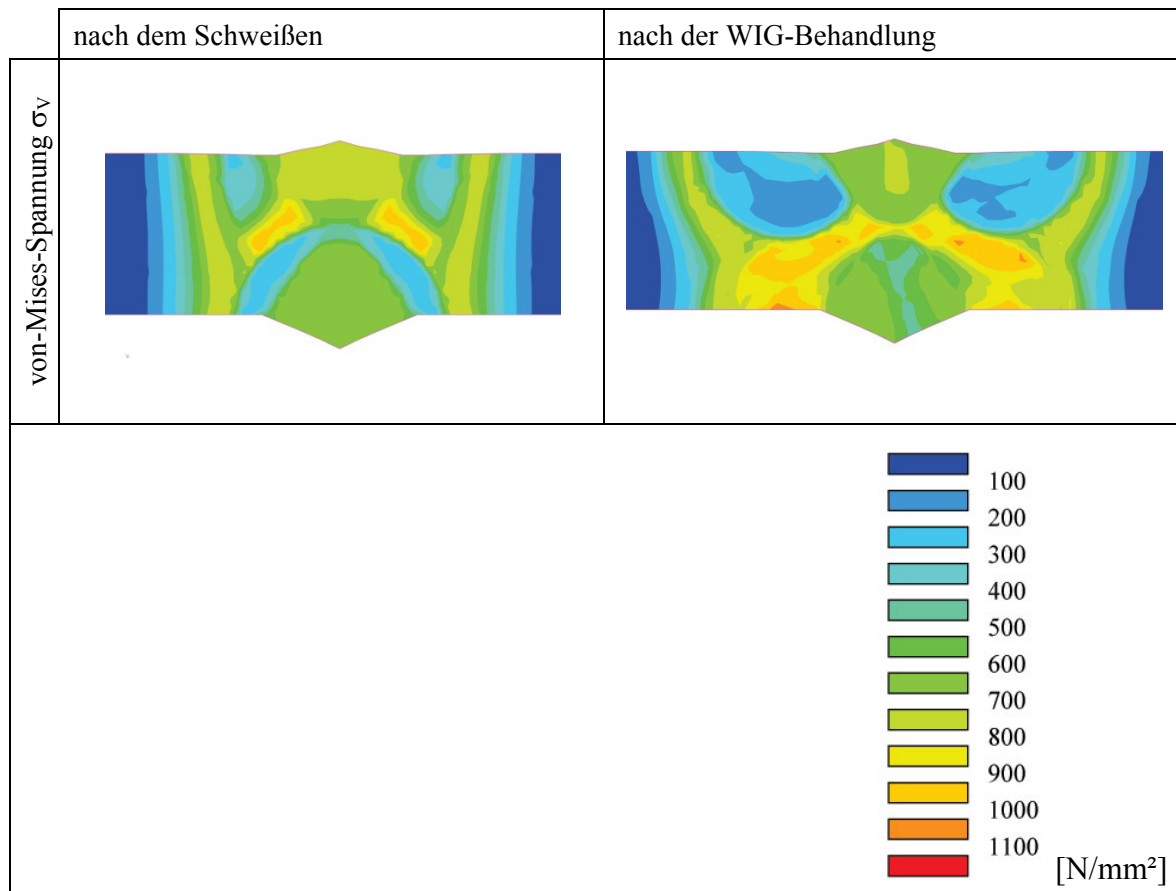 nach dem Schweißen
nach der WIG-Behandlung
von-Mises-Spannung σV
100
200
300
400
500
600
700
800
900
1000
1100
[N/mm²]